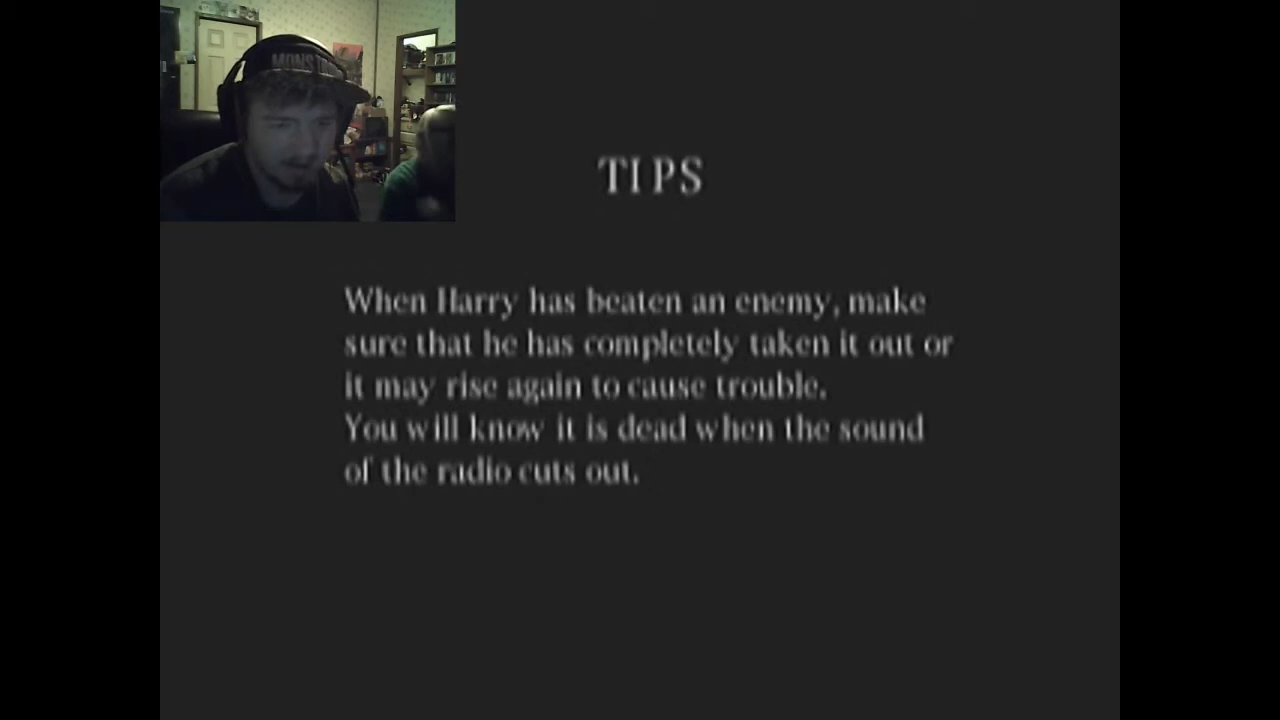 TIPS
When Harry has beaten an enemy, make
sure that he has completely taken it out or
it may rise again to cause trouble.
You will know it is dead when the sound
of the radio cuts out.